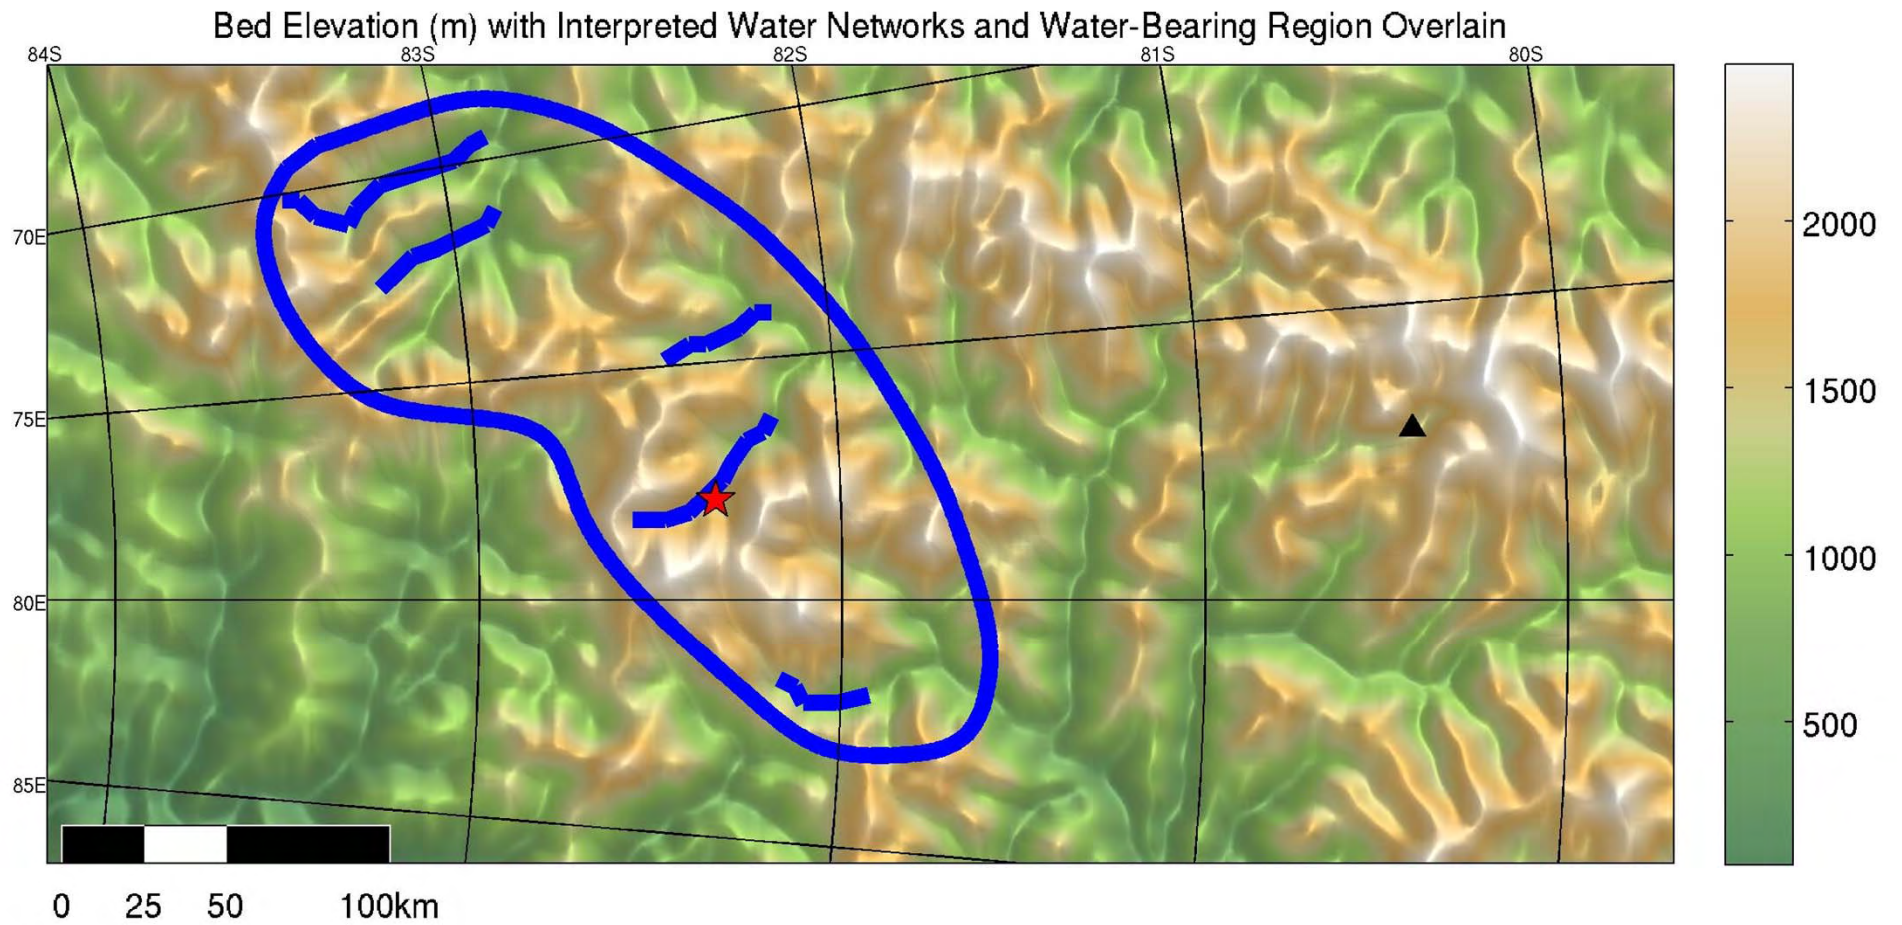 Bed Elevation (m) with Interpreted Water Networks and Water-Bearing Region Overlain
84S 83S 82S 81S 80S
2000
70E
1500
75E
1000
80E
500
85E
0 25 50 100km